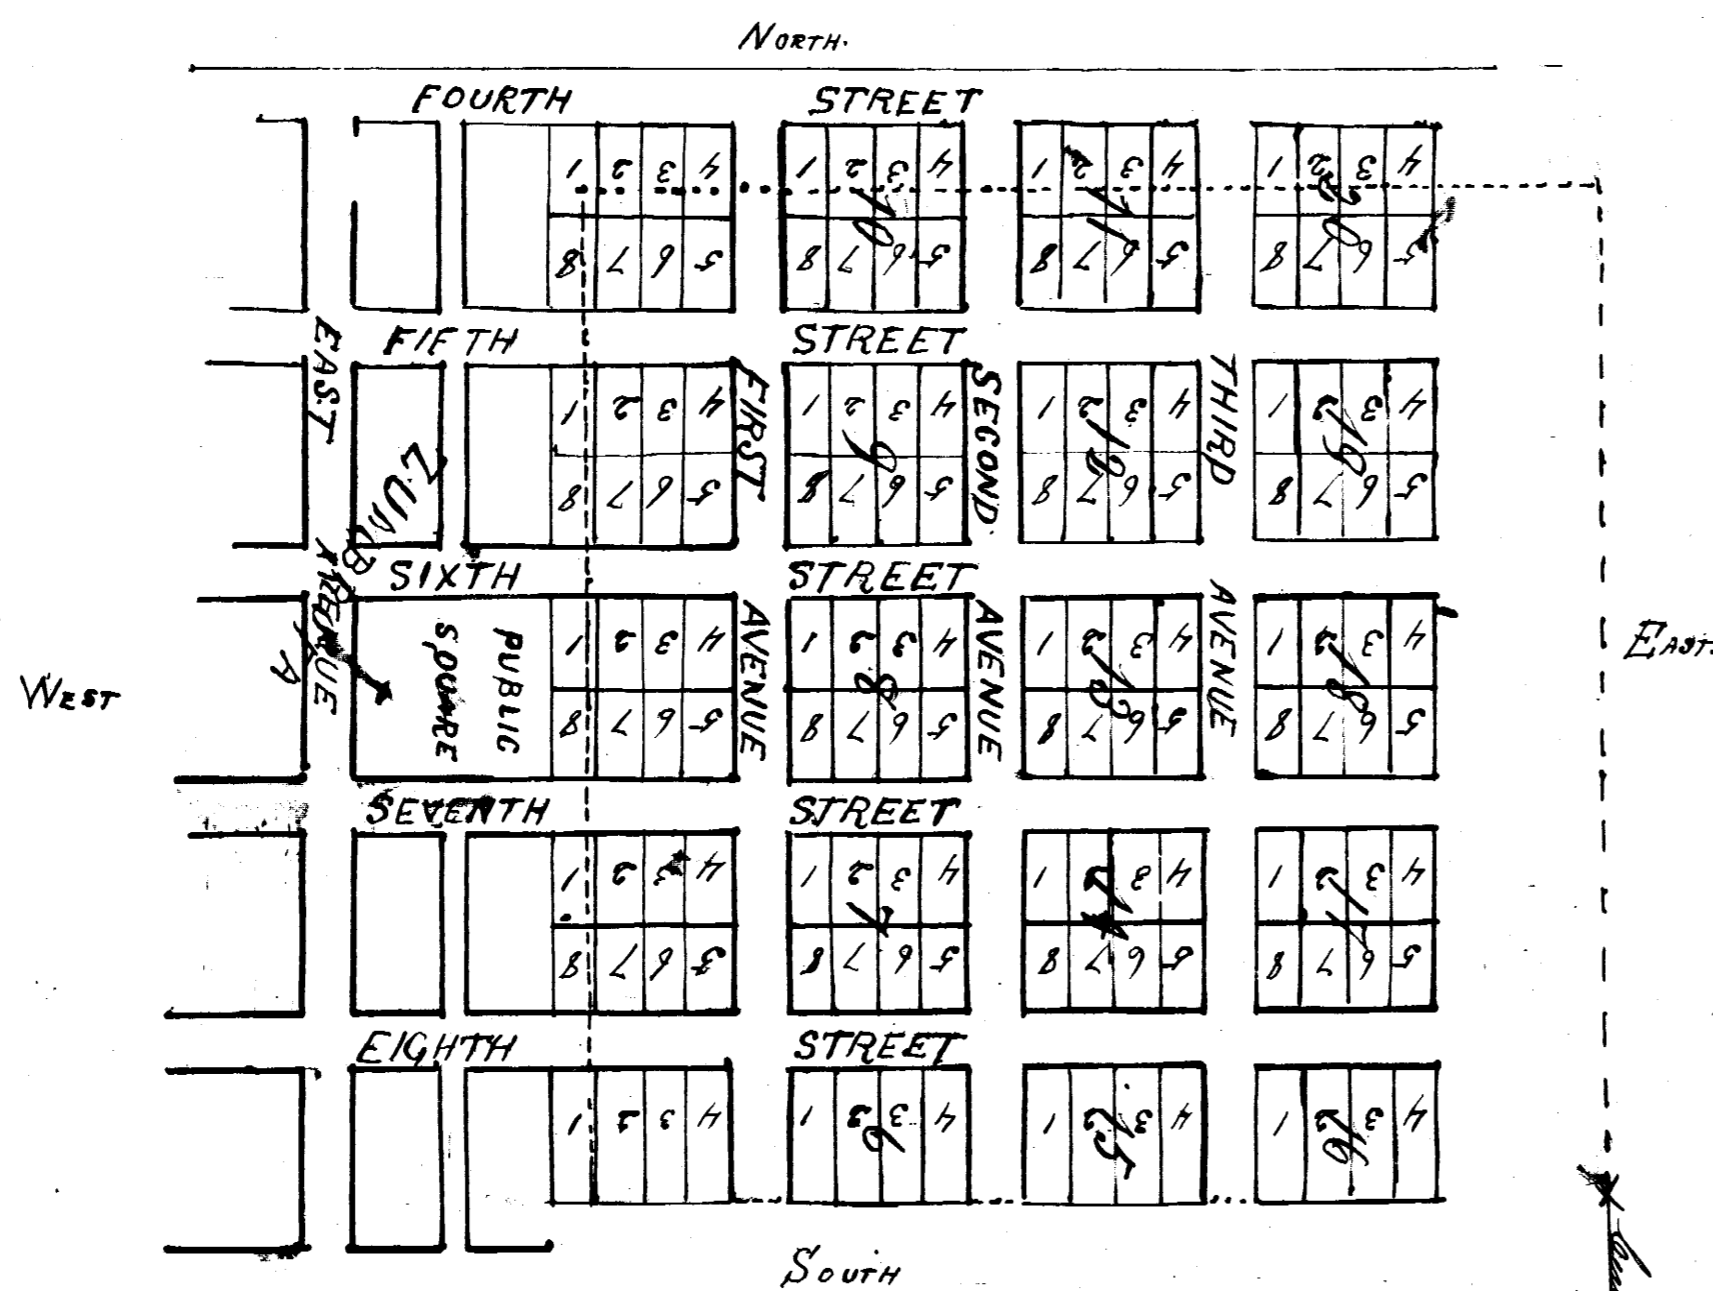 NORTH.
FOURTH STREET
1 2 3 4 1 2 3 4 1 2 3 4 1 2 3 4
10 11 20
8 7 6 5 8 7 6 5 8 7 6 5 8 7 6 5
FIFTH STREET
EAST AVENUE
FIRST AVENUE
SECOND AVENUE
THIRD AVENUE
1 2 3 4 1 2 3 4 1 2 3 4 1 2 3 4
9 12 19
8 7 6 5 8 7 6 5 8 7 6 5 8 7 6 5
ZUMBROTA
SIXTH STREET
1 2 3 4 1 2 3 4 1 2 3 4 1 2 3 4
PUBLIC
SQUARE
8 13 18
8 7 6 5 8 7 6 5 8 7 6 5 8 7 6 5
WEST
EAST.
SEVENTH STREET
1 2 3 4 1 2 3 4 1 2 3 4 1 2 3 4
7 14 17
8 7 6 5 8 7 6 5 8 7 6 5 8 7 6 5
EIGHTH STREET
1 2 3 4 1 2 3 4 1 2 3 4 1 2 3 4
6 15 16
SOUTH